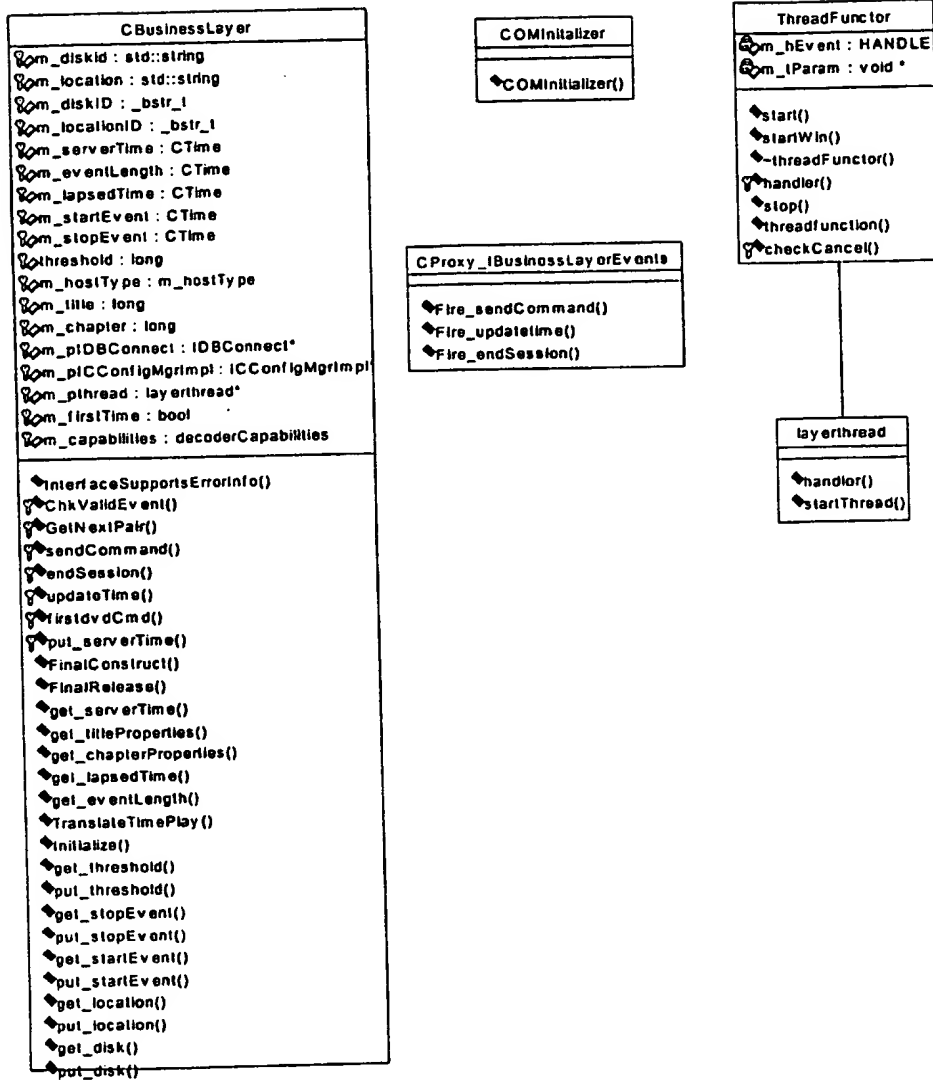 CBusinessLayer
m_diskid : std::string
m_location : std::string
m_diskID : _bstr_t
m_locationID : _bstr_t
m_serverTime : CTime
m_eventLength : CTime
m_lapsedTime : CTime
m_startEvent : CTime
m_stopEvent : CTime
threshold : long
m_hostType : m_hostType
m_title : long
m_chapter : long
m_pIDBConnect : IDBConnect*
m_pICConfigMgrImpl : ICConfigMgrImpl*
m_pthread : layerthread*
m_firstTime : bool
m_capabilities : decoderCapabilities
InterfaceSupportsErrorInfo()
ChkValidEvent()
GetNextPair()
sendCommand()
endSession()
updateTime()
firstdvdCmd()
put_serverTime()
FinalConstruct()
FinalRelease()
get_serverTime()
get_titleProperties()
get_chapterProperties()
get_lapsedTime()
get_eventLength()
TranslateTimePlay()
Initialize()
get_threshold()
put_threshold()
get_stopEvent()
put_stopEvent()
get_startEvent()
put_startEvent()
get_location()
put_location()
get_disk()
put_disk()
COMInitalizer
COMInitializer()
CProxy_IBusinessLayerEvents
Fire_sendCommand()
Fire_updatetime()
Fire_endSession()
ThreadFunctor
m_hEvent : HANDLE
m_lParam : void *
start()
startWin()
~threadFunctor()
handler()
stop()
threadfunction()
checkCancel()
layerthread
handler()
startThread()